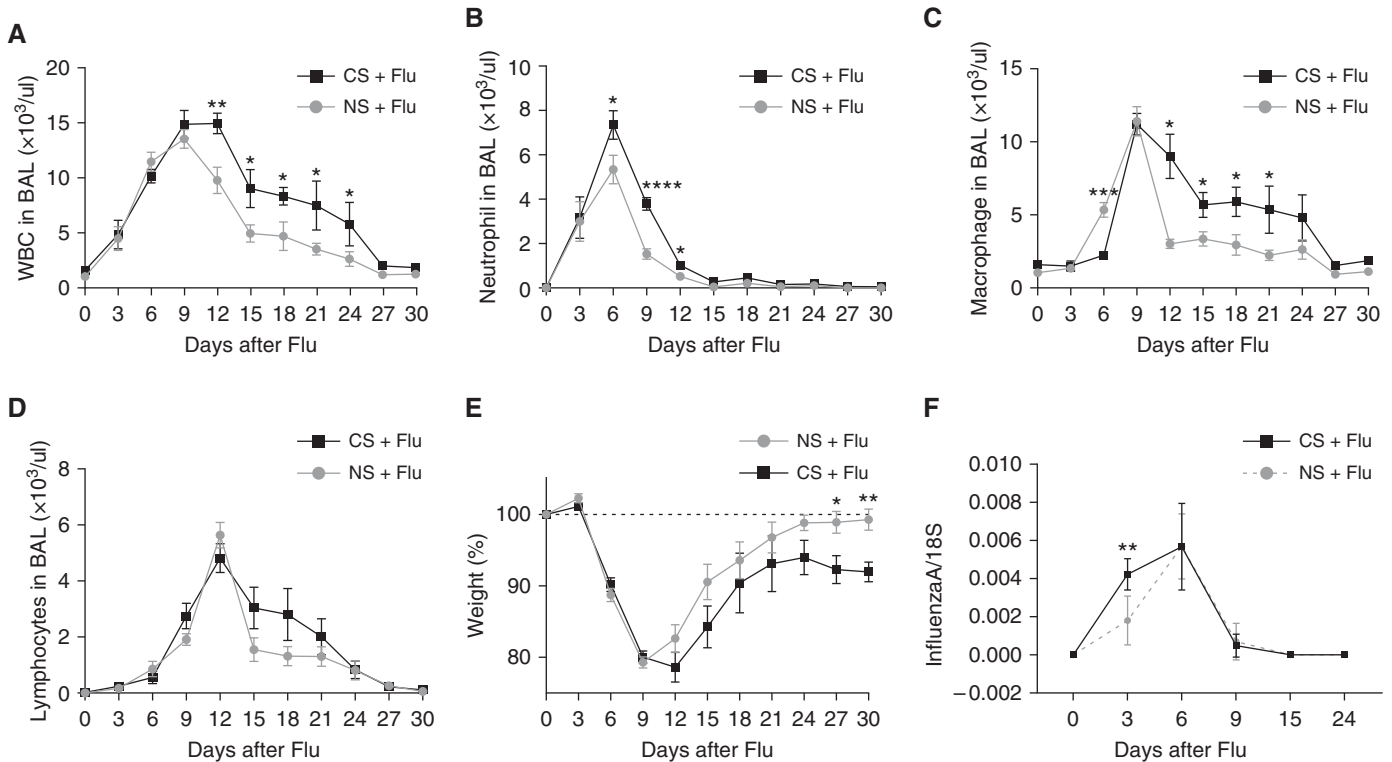 A
WBC in BAL (×10³/ul)
20
15
10
5
0
CS + Flu
NS + Flu
**
*
*
*
*
0 3 6 9 12 15 18 21 24 27 30
Days after Flu
B
Neutrophil in BAL (×10³/ul)
10
8
6
4
2
0
CS + Flu
NS + Flu
*
****
*
0 3 6 9 12 15 18 21 24 27 30
Days after Flu
C
Macrophage in BAL (×10³/ul)
15
10
5
0
CS + Flu
NS + Flu
***
*
*
*
*
0 3 6 9 12 15 18 21 24 27 30
Days after Flu
D
Lymphocytes in BAL (×10³/ul)
8
6
4
2
0
CS + Flu
NS + Flu
0 3 6 9 12 15 18 21 24 27 30
Days after Flu
E
Weight (%)
100
90
80
NS + Flu
CS + Flu
*
**
0 3 6 9 12 15 18 21 24 27 30
Days after Flu
F
InfluenzaA/18S
0.010
0.008
0.006
0.004
0.002
0.000
−0.002
CS + Flu
NS + Flu
**
0 3 6 9 15 24
Days after Flu